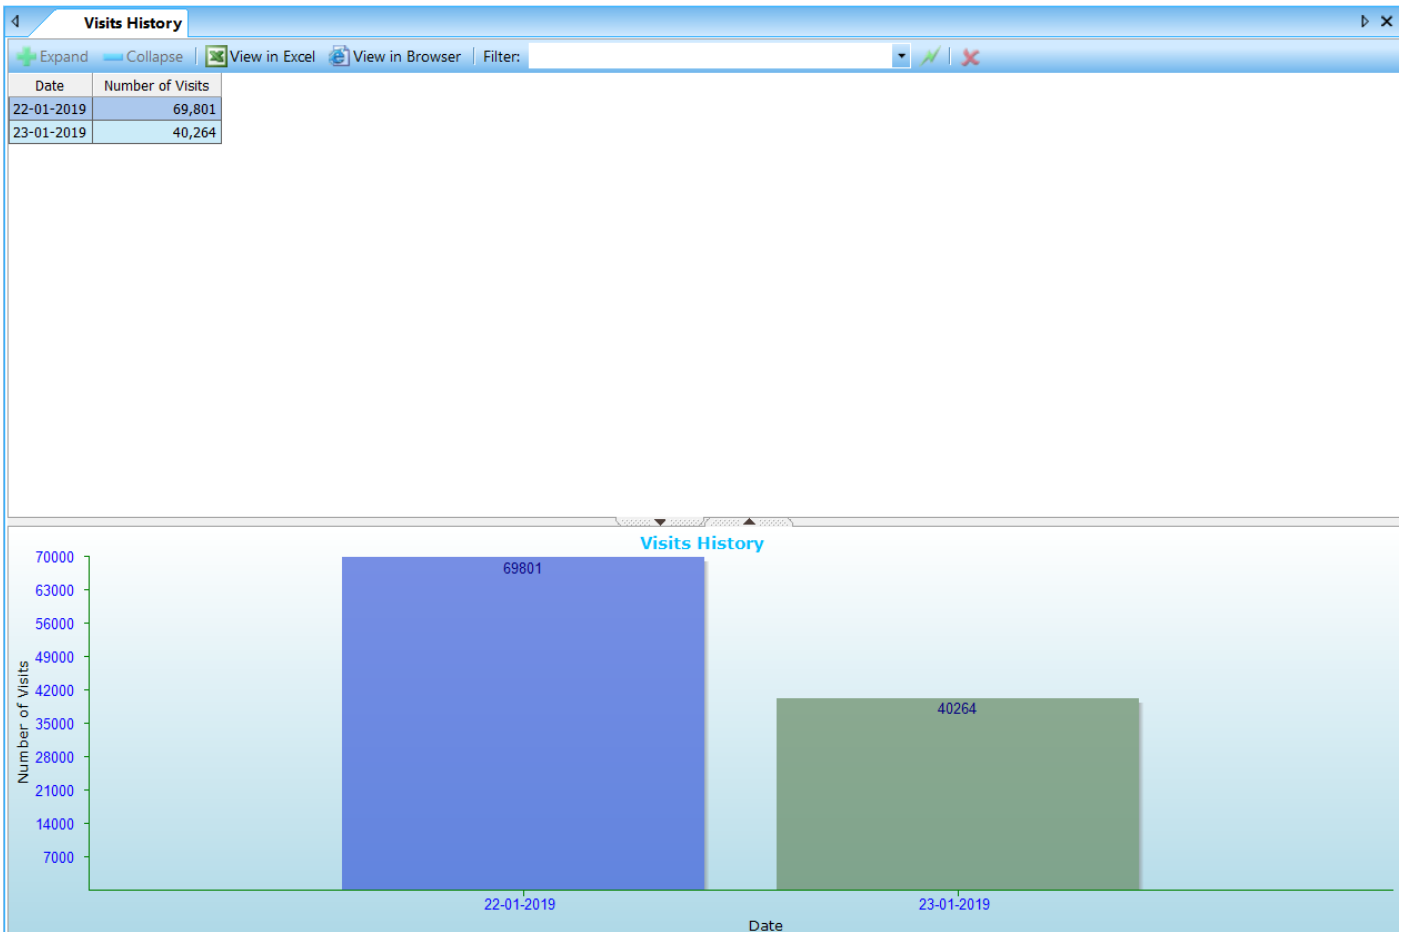 Visits History
Expand Collapse View in Excel View in Browser Filter:
Date Number of Visits
22-01-2019 69,801
23-01-2019 40,264
Visits History
70000
63000
56000
49000
42000
35000
28000
21000
14000
7000
Number of Visits
69801
40264
22-01-2019 23-01-2019
Date